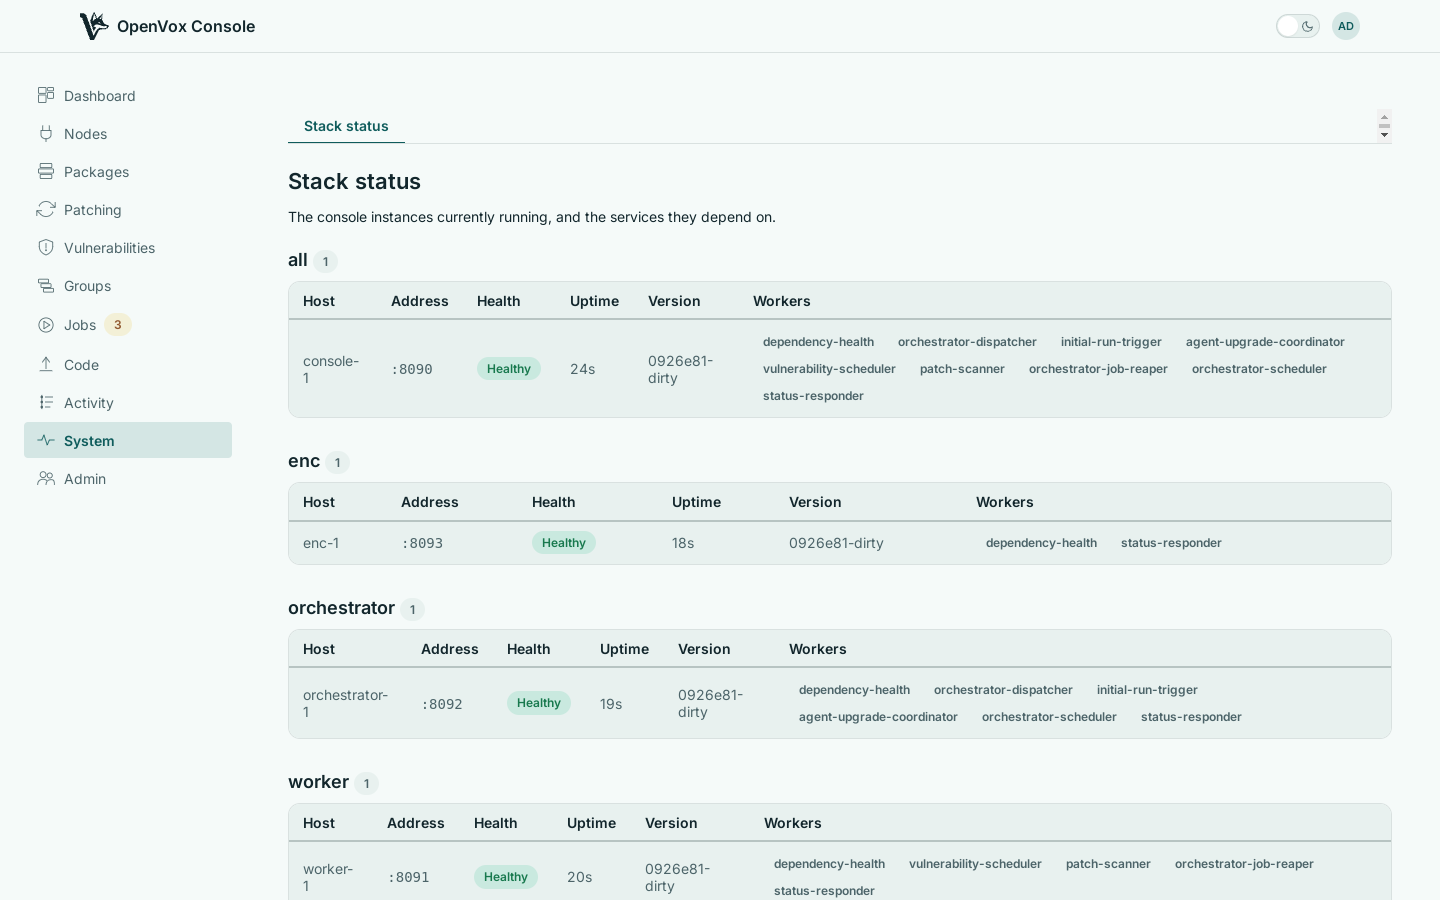 OpenVox Console
AD
Dashboard
Nodes
Packages
Patching
Vulnerabilities
Groups
Jobs 3
Code
Activity
System
Admin
Stack status
Stack status
The console instances currently running, and the services they depend on.
all 1
Host Address Health Uptime Version Workers
console-
1
:8090 Healthy 24s
0926e81-
dirty
dependency-health orchestrator-dispatcher initial-run-trigger agent-upgrade-coordinator
vulnerability-scheduler patch-scanner orchestrator-job-reaper orchestrator-scheduler
status-responder
enc 1
Host Address Health Uptime Version Workers
enc-1 :8093 Healthy 18s 0926e81-dirty dependency-health status-responder
orchestrator 1
Host Address Health Uptime Version Workers
orchestrator-
1
:8092 Healthy 19s
0926e81-
dirty
dependency-health orchestrator-dispatcher initial-run-trigger
agent-upgrade-coordinator orchestrator-scheduler status-responder
worker 1
Host Address Health Uptime Version Workers
worker-
1
:8091 Healthy 20s
0926e81-
dirty
dependency-health vulnerability-scheduler patch-scanner orchestrator-job-reaper
status-responder